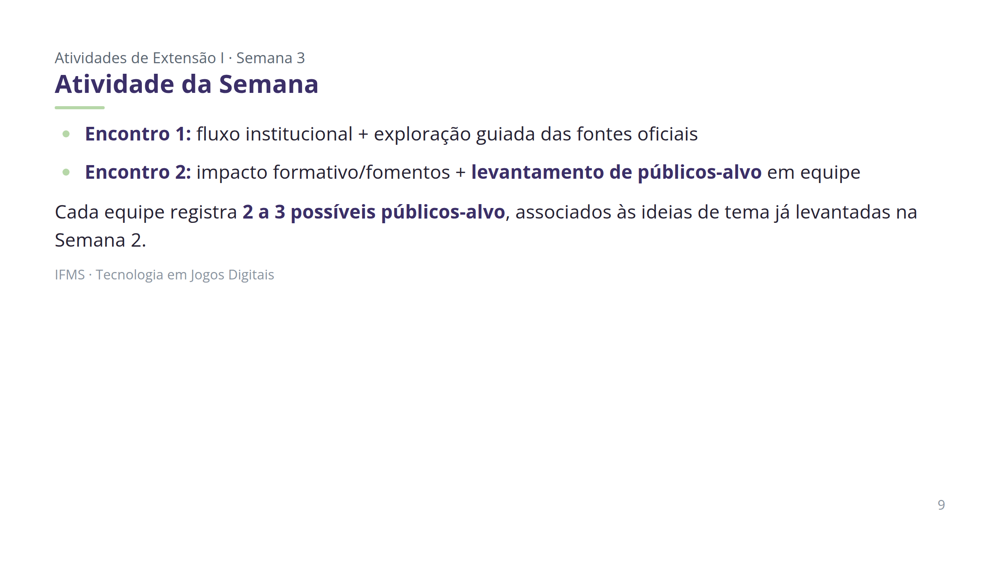 Atividades de Extensão I · Semana 3
Atividade da Semana
Encontro 1: fluxo institucional + exploração guiada das fontes oficiais
Encontro 2: impacto formativo/fomentos + levantamento de públicos-alvo em equipe
Cada equipe registra 2 a 3 possíveis públicos-alvo, associados às ideias de tema já levantadas na
Semana 2.
IFMS · Tecnologia em Jogos Digitais
9